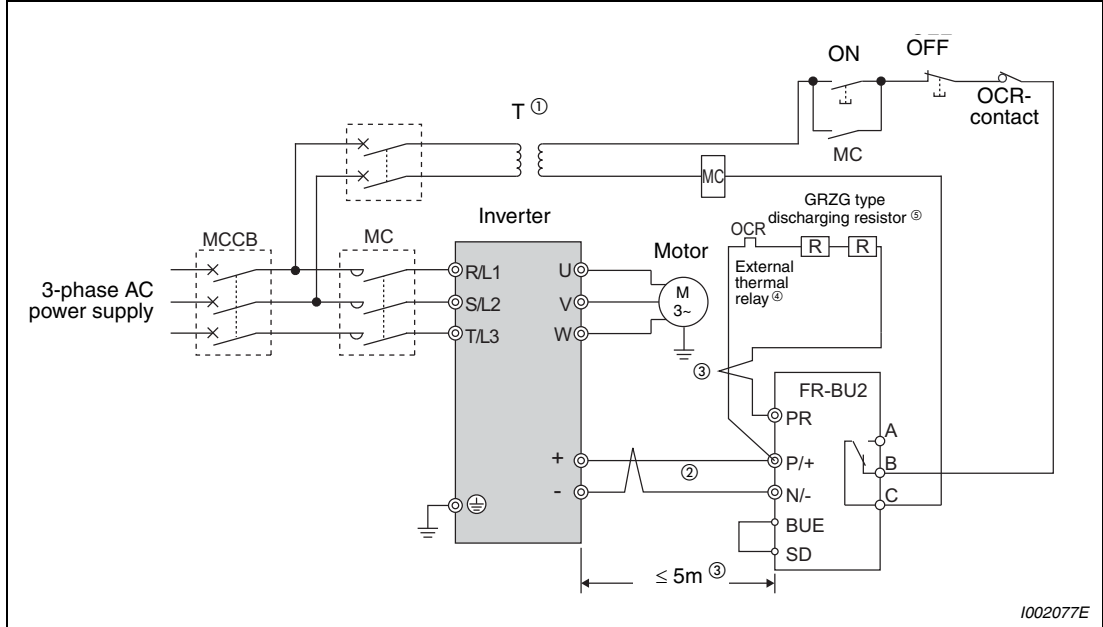 ON
OFF
OCR-
contact
T ①
MC
MC
GRZG type
discharging resistor ⑤
Inverter
OCR
R
R
MCCB
MC
Motor
External
thermal
relay ④
R/L1
U
3-phase AC
power supply
S/L2
V
M
3~
T/L3
W
③
FR-BU2
PR
A
+
②
P/+
B
-
N/-
C
BUE
SD
≤ 5m ③
I002077E